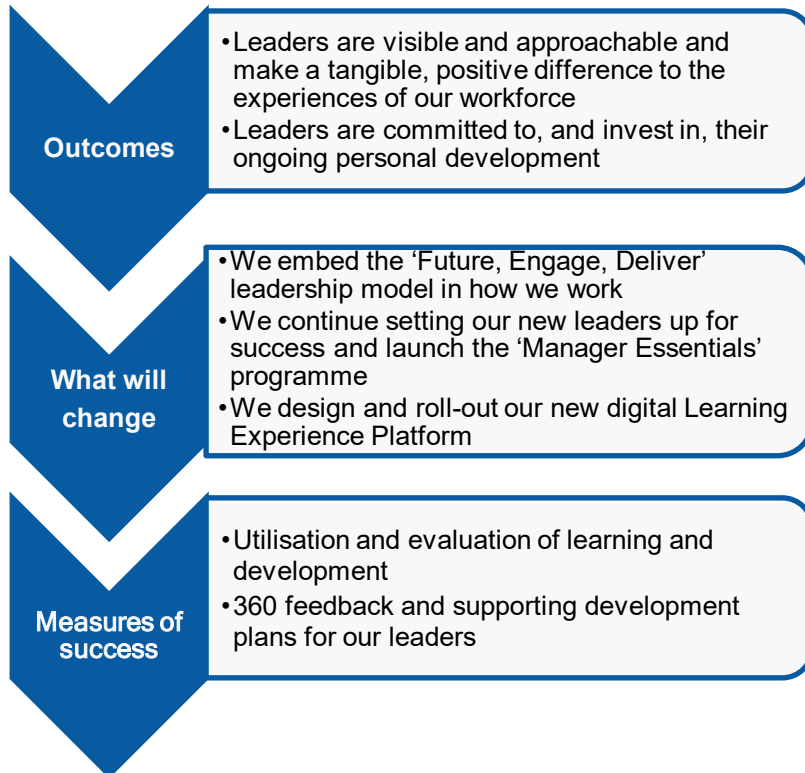 Outcomes
•Leaders are visible and approachable and
make a tangible, positive difference to the
experiences of our workforce
•Leaders are committed to, and invest in, their
ongoing personal development
What will
change
•We embed the ‘Future, Engage, Deliver’
leadership model in how we work
•We continue setting our new leaders up for
success and launch the ‘Manager Essentials’
programme
•We design and roll-out our new digital Learning
Experience Platform
Measures of
success
•Utilisation and evaluation of learning and
development
•360 feedback and supporting development
plans for our leaders